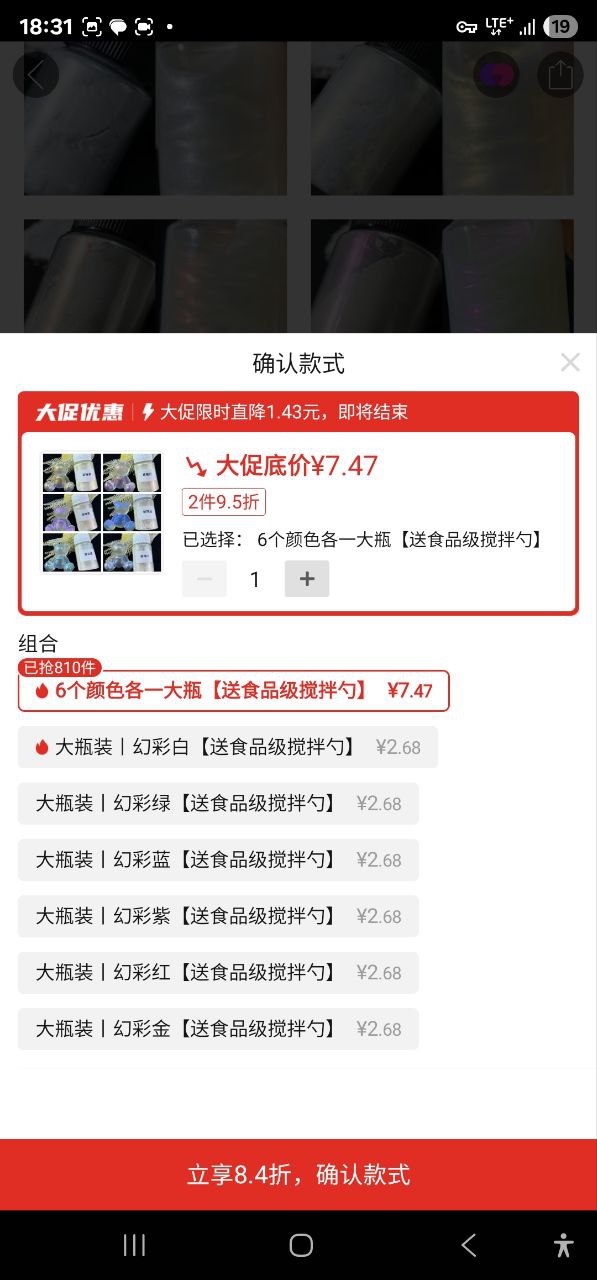 18:31 LTE+ 19
确认款式
大促优惠 大促限时直降1.43元，即将结束
大促底价¥7.47
2件9.5折
已选择： 6个颜色各一大瓶【送食品级搅拌勺】
1
组合
已抢810件
6个颜色各一大瓶【送食品级搅拌勺】 ¥7.47
大瓶装丨幻彩白【送食品级搅拌勺】 ¥2.68
大瓶装丨幻彩绿【送食品级搅拌勺】 ¥2.68
大瓶装丨幻彩蓝【送食品级搅拌勺】 ¥2.68
大瓶装丨幻彩紫【送食品级搅拌勺】 ¥2.68
大瓶装丨幻彩红【送食品级搅拌勺】 ¥2.68
大瓶装丨幻彩金【送食品级搅拌勺】 ¥2.68
立享8.4折，确认款式